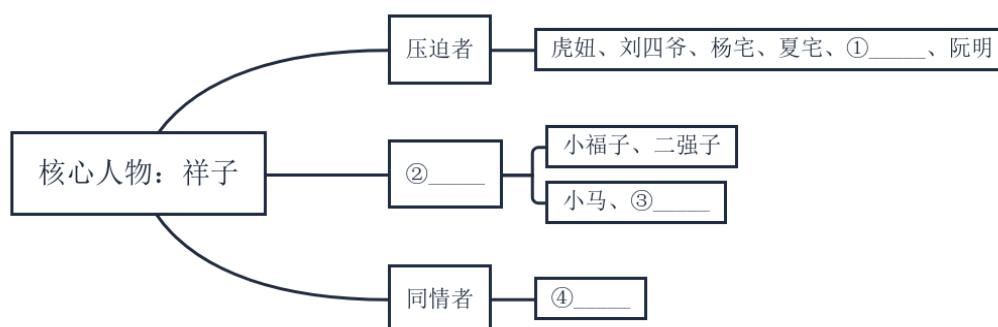 压迫者
虎妞、刘四爷、杨宅、夏宅、①_____、阮明
核心人物：祥子
②_____
小福子、二强子
小马、③_____
同情者
④_____